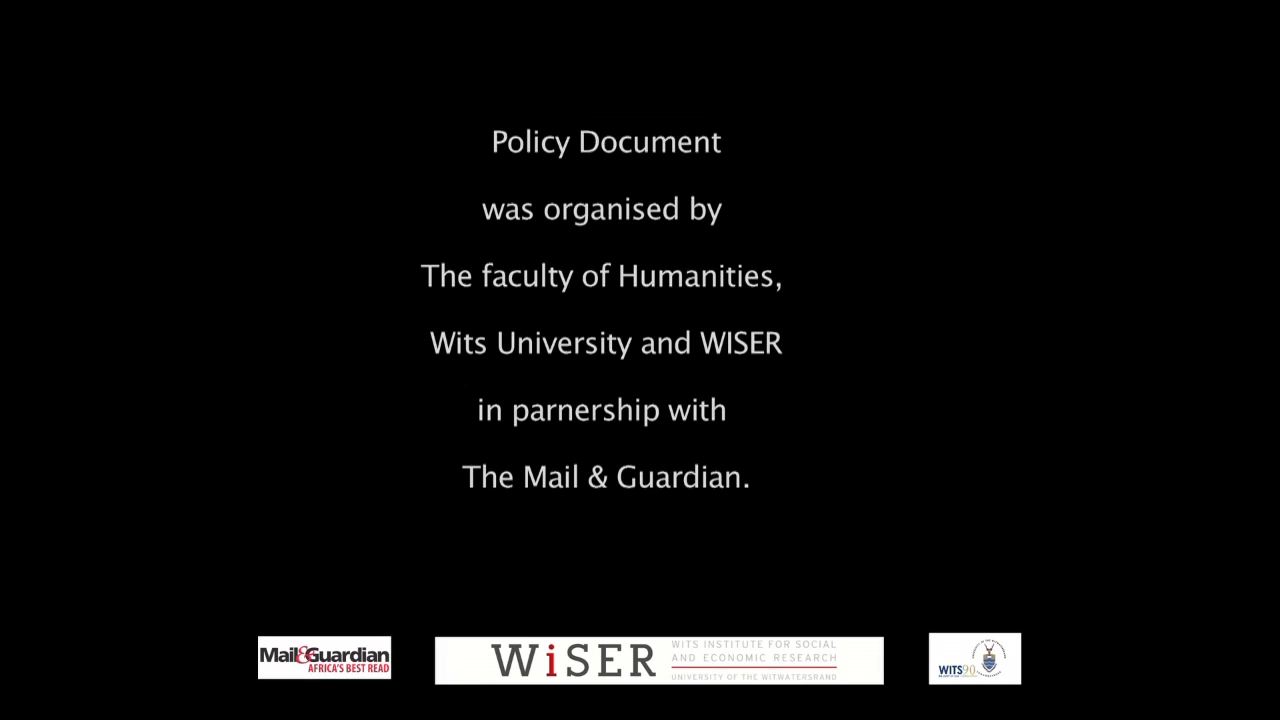 Policy Document
was organised by
The faculty of Humanities,
Wits University and WISER
in parnership with
The Mail & Guardian.
Mail&Guardian
AFRICA'S BEST READ
WiSER
WITS INSTITUTE FOR SOCIAL
AND ECONOMIC RESEARCH
UNIVERSITY OF THE WITWATERSRAND
WITS90